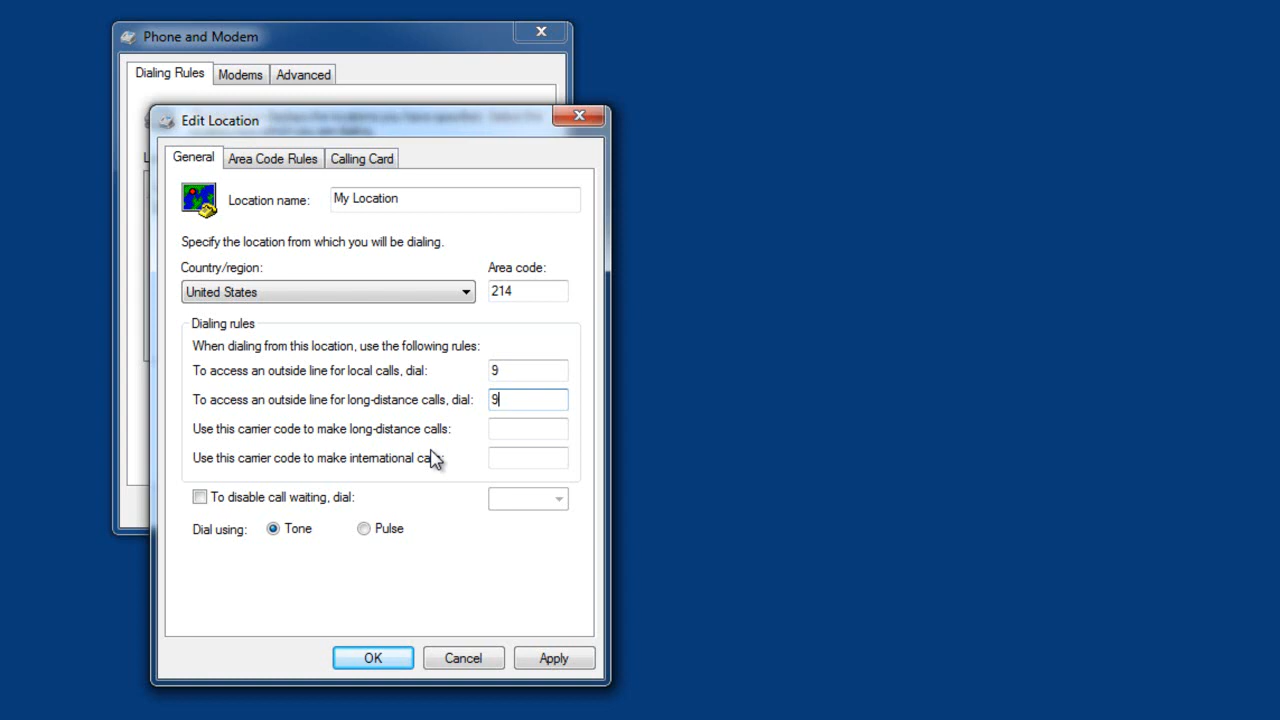 Phone and Modem
Dialing Rules
Modems
Advanced
Edit Location
General
Area Code Rules
Calling Card
Location name:
My Location
Specify the location from which you will be dialing.
Country/region:
Area code:
United States
214
Dialing rules
When dialing from this location, use the following rules:
To access an outside line for local calls, dial:
9
To access an outside line for long-distance calls, dial:
9
Use this carrier code to make long-distance calls:
Use this carrier code to make international
To disable call waiting, dial:
Dial using:
Tone
Pulse
OK
Cancel
Apply